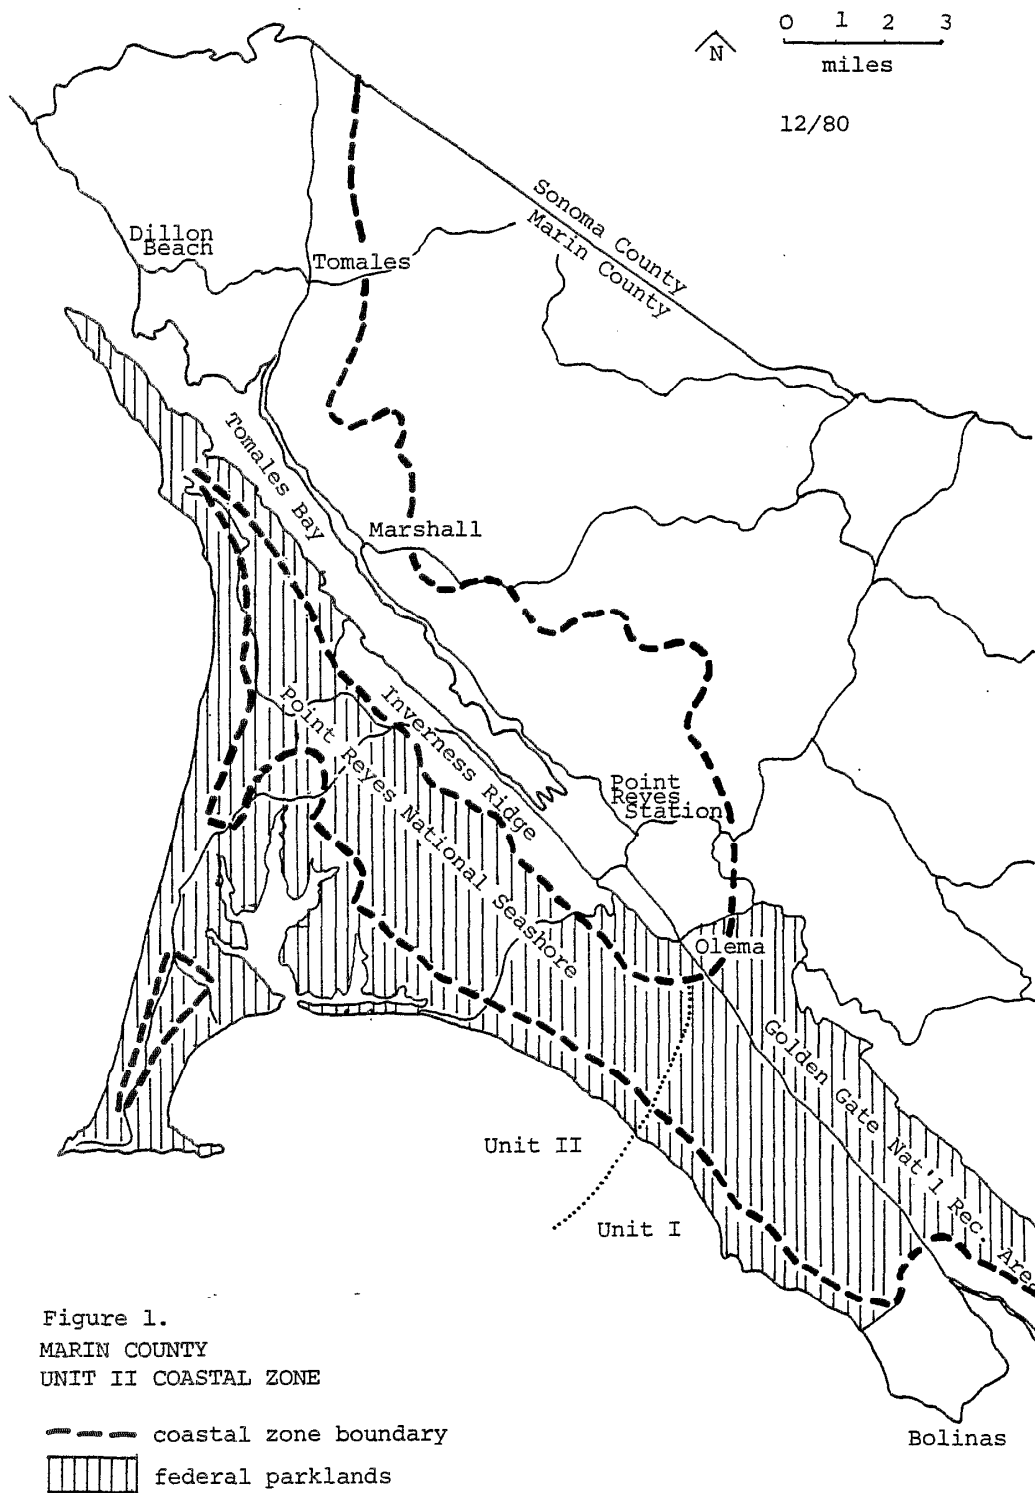 0 1 2 3
N
miles
12/80
Sonoma County
Marin County
Dillon
Beach
Tomales
Tomales Bay
Marshall
Inverness Ridge
Point Reyes National Seashore
Point
Reyes
Station
Olema
Golden Gate Nat'l Rec. Area
Unit II
Unit I
Bolinas
Figure 1.
MARIN COUNTY
UNIT II COASTAL ZONE
coastal zone boundary
federal parklands